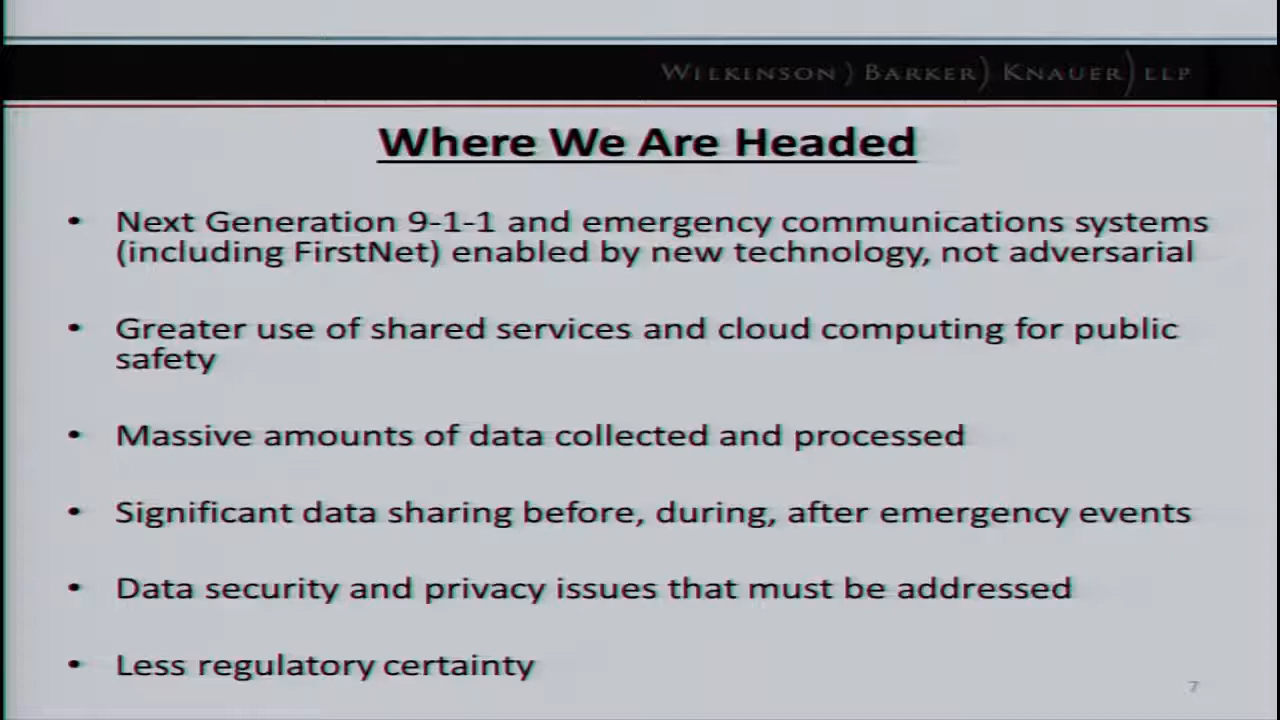 WILKINSON) BARKER) KNAUER) LLP
Where We Are Headed
• Next Generation 9-1-1 and emergency communications systems
(including FirstNet) enabled by new technology, not adversarial
• Greater use of shared services and cloud computing for public
safety
• Massive amounts of data collected and processed
• Significant data sharing before, during, after emergency events
• Data security and privacy issues that must be addressed
• Less regulatory certainty
7